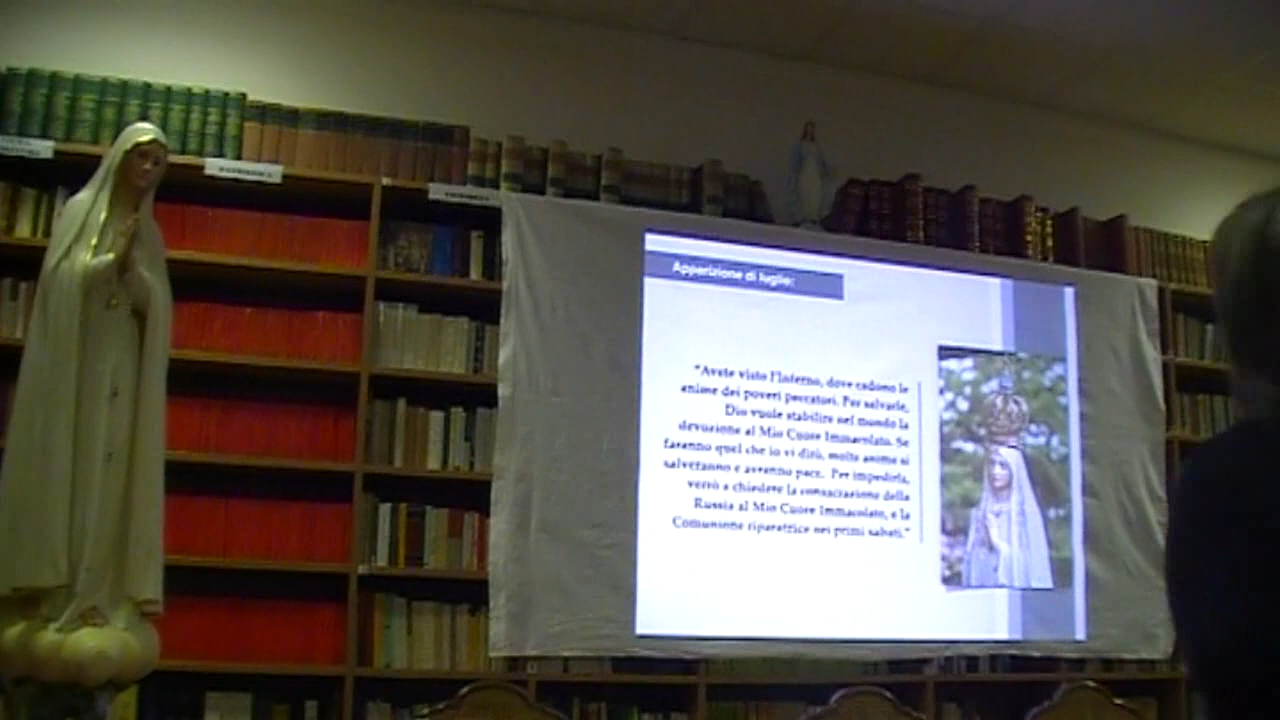 Apparizione di luglio:
"Avete visto l'Inferno, dove cadono le
anime dei poveri peccatori. Per salvarle,
Dio vuole stabilire nel mondo la
devozione al Mio Cuore Immacolato. Se
faranno quel che io vi dirò, molte anime si
salveranno e avranno pace. Per impedirla,
verrò a chiedere la consacrazione della
Russia al Mio Cuore Immacolato, e la
Comunione riparatrice nei primi sabati."